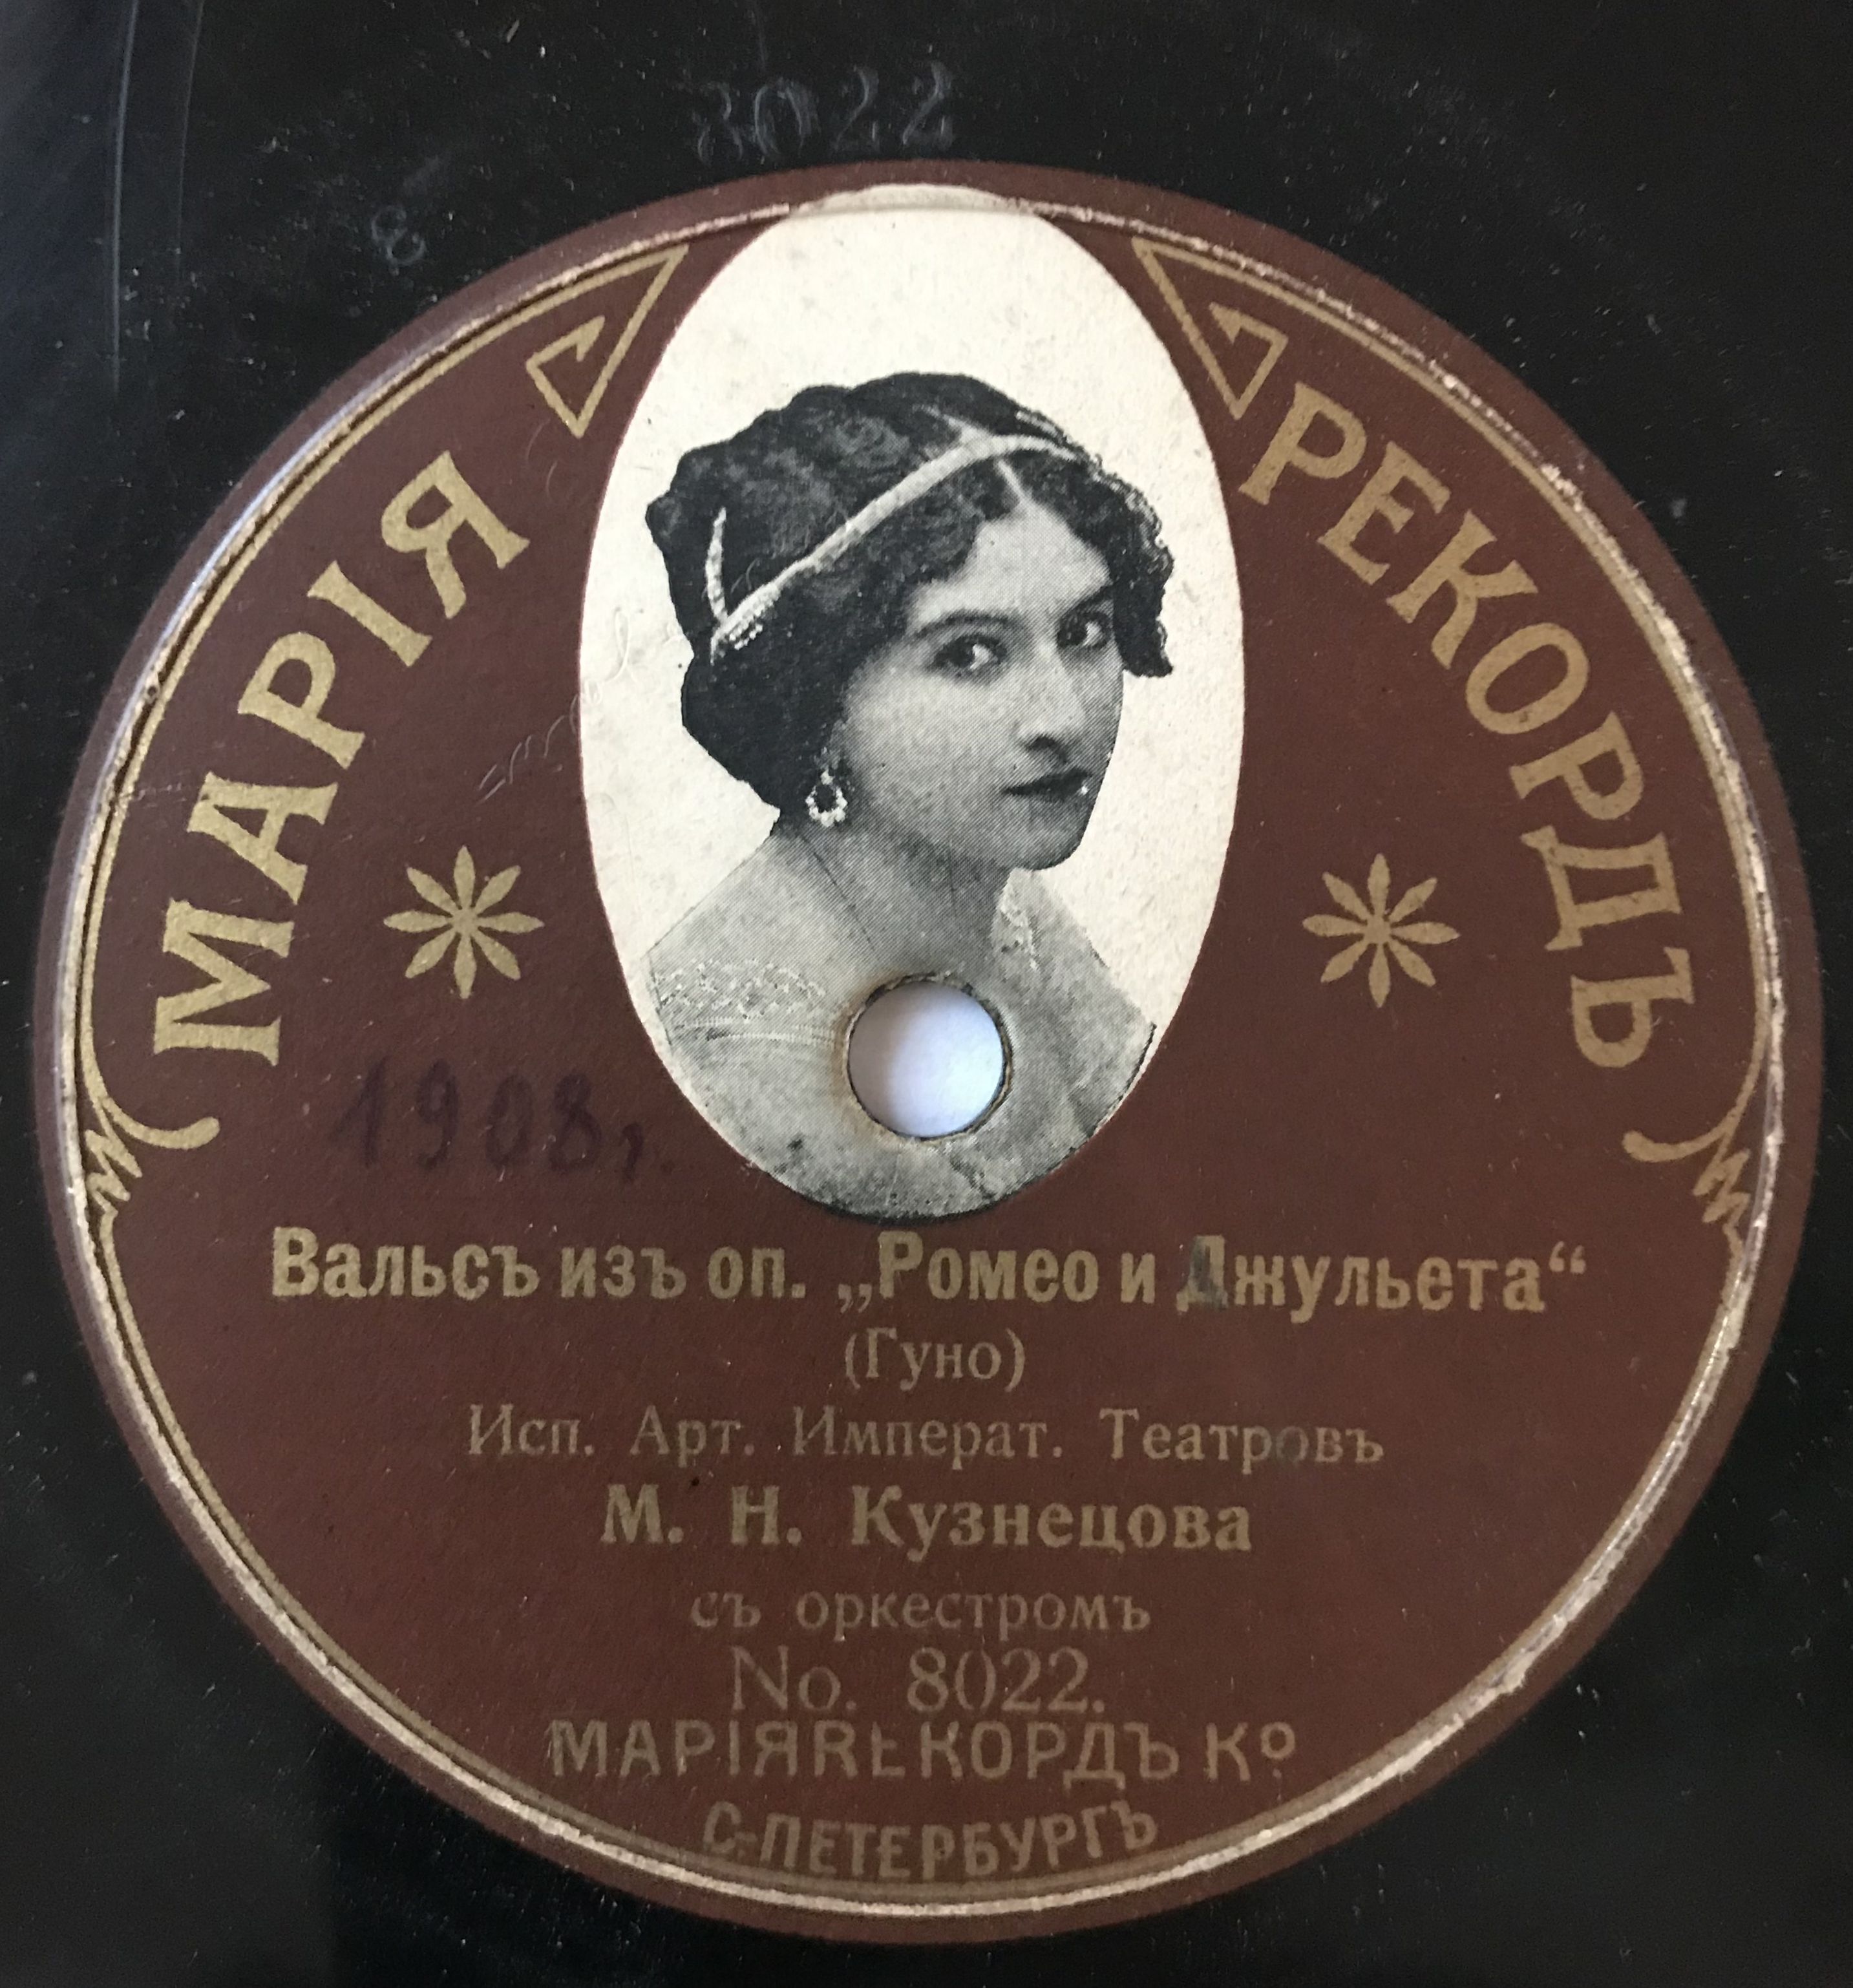 8022
МАРІЯ РЕКОРДЪ
1908г.
Вальсъ изъ оп. „Ромео и Джульета“
(Гуно)
Исп. Арт. Императ. Театровъ
М. Н. Кузнецова
съ оркестромъ
No. 8022.
МАРІЯ РЕКОРДЪ Ко
С.-ПЕТЕРБУРГЪ